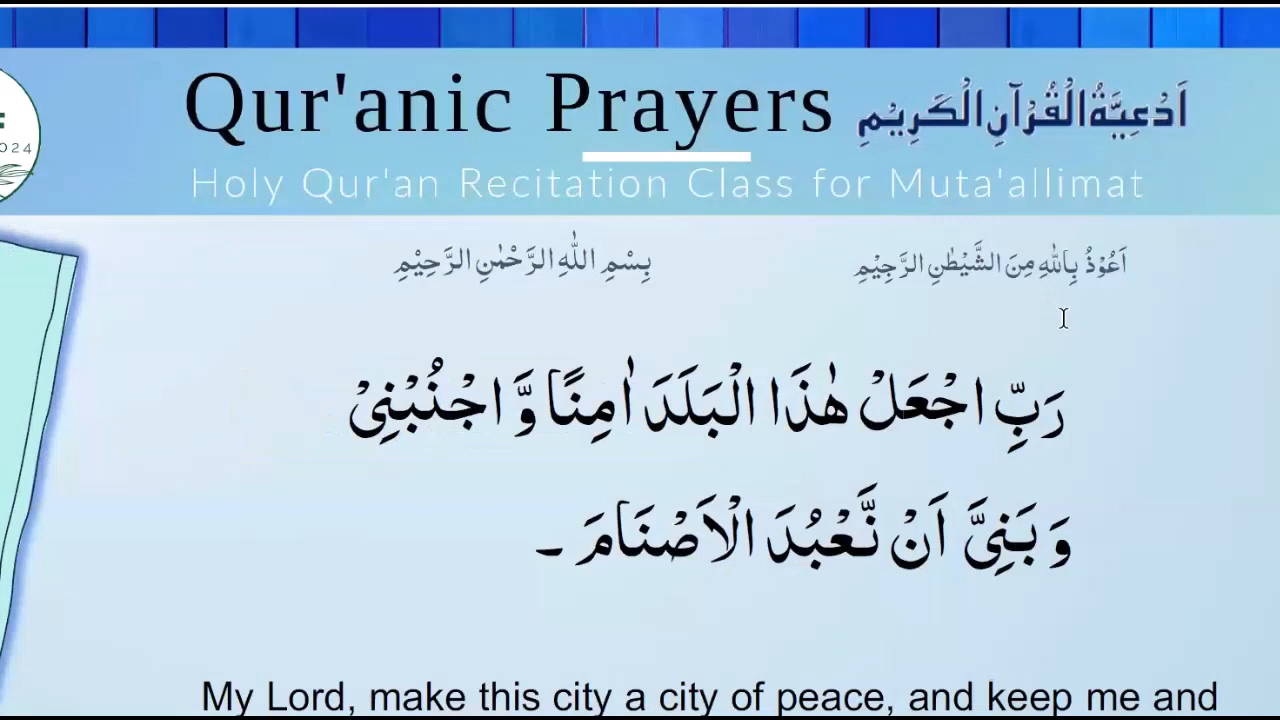 Qur'anic Prayers اَدْعِيَّةُالْقُرْآنِ الْكَرِيْمِ
Holy Qur'an Recitation Class for Muta'allimat
2024
اَعُوْذُ بِاللّٰهِ مِنَ الشَّيْطٰنِ الرَّجِيْمِ بِسْمِ اللّٰهِ الرَّحْمٰنِ الرَّحِيْمِ
رَبِّ اجْعَلْ هٰذَا الْبَلَدَ اٰمِنًا وَّ اجْنُبْنِيْ
وَ بَنِيَّ اَنْ نَّعْبُدَ الْاَصْنَامَ ۔
My Lord, make this city a city of peace, and keep me and